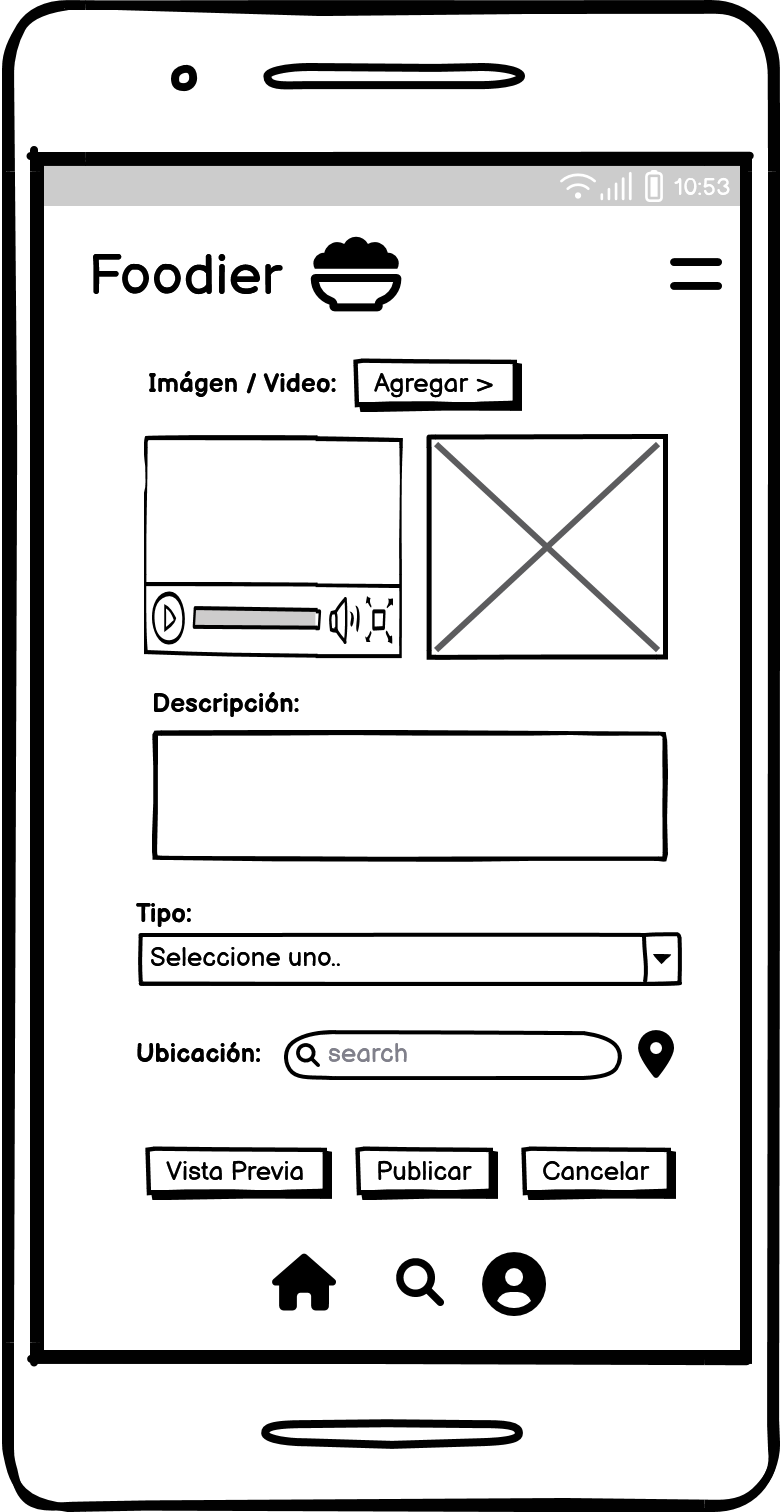 10:53
Foodier
Imágen / Video: Agregar >
Descripción:
Tipo:
Seleccione uno..
Ubicación: search
Vista Previa Publicar Cancelar